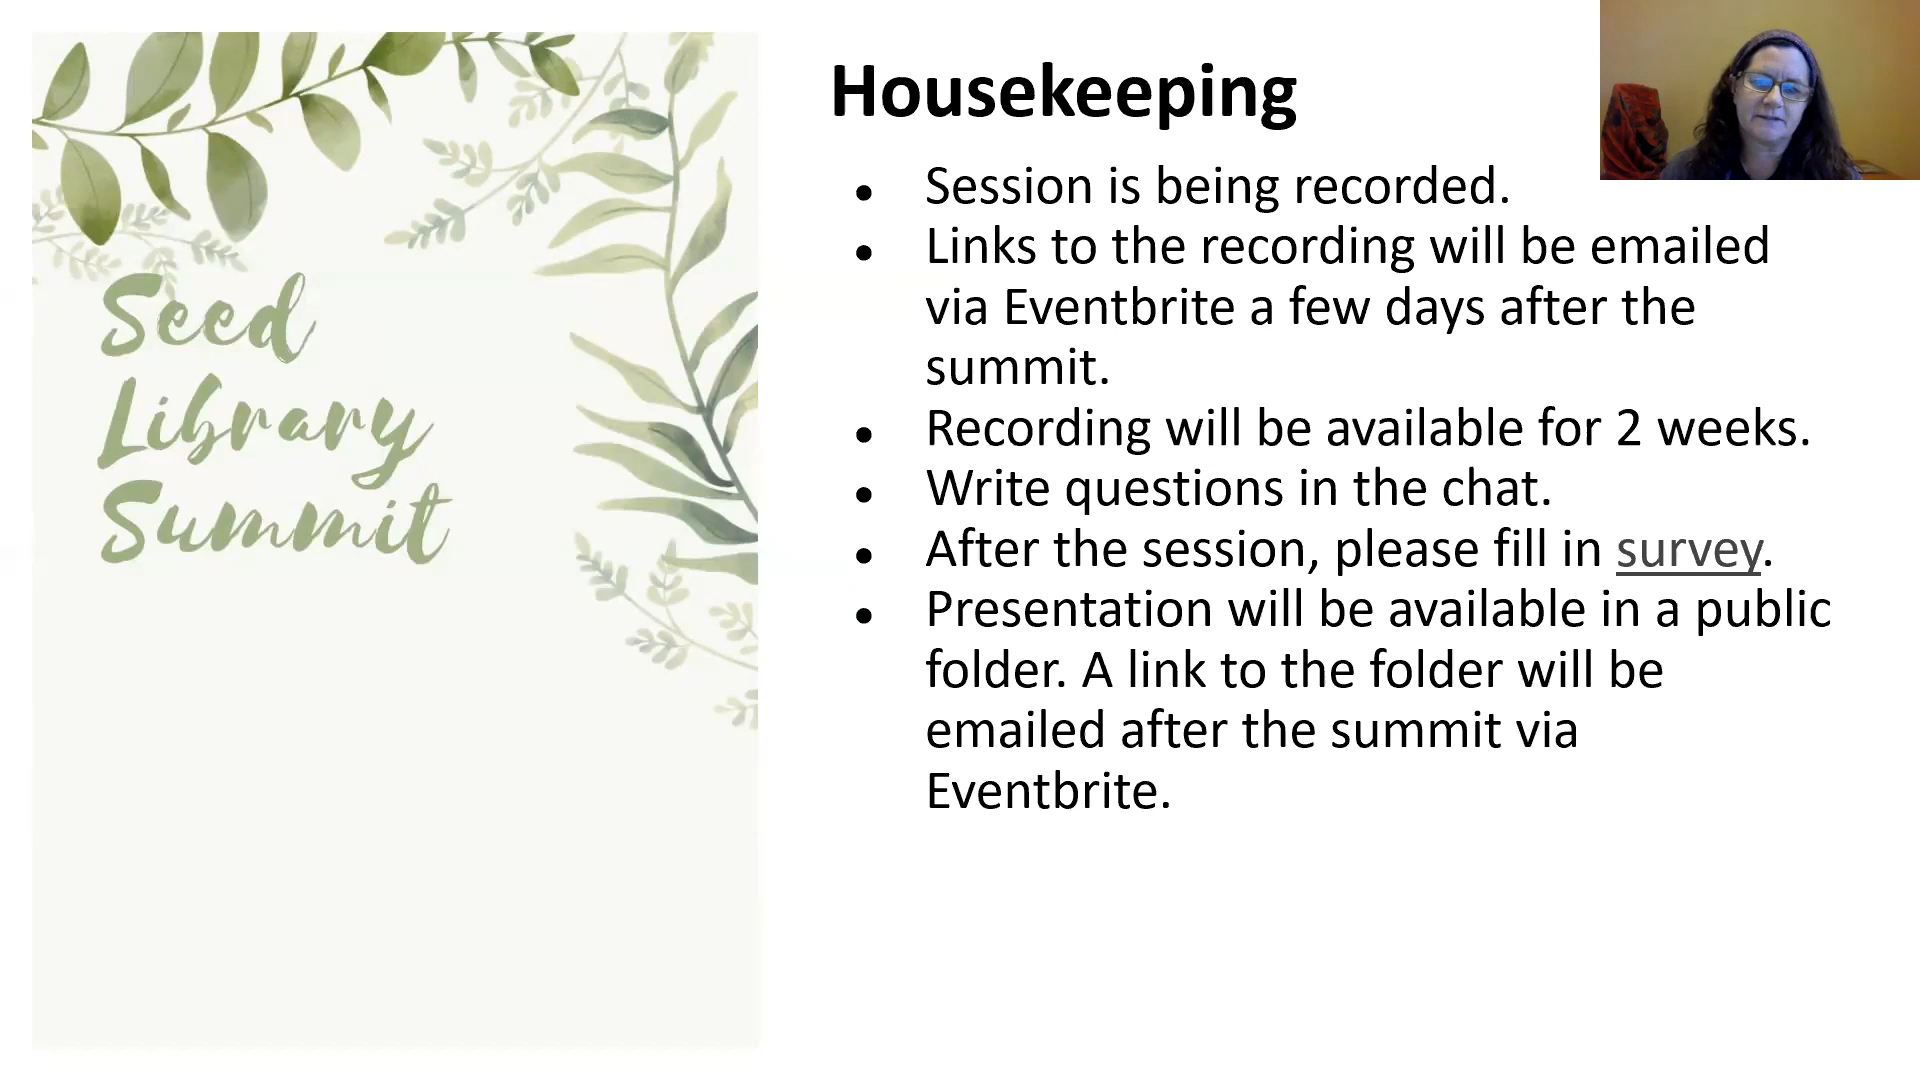 Seed
Library
Summit
Housekeeping
● Session is being recorded.
● Links to the recording will be emailed
via Eventbrite a few days after the
summit.
● Recording will be available for 2 weeks.
● Write questions in the chat.
● After the session, please fill in survey.
● Presentation will be available in a public
folder. A link to the folder will be
emailed after the summit via
Eventbrite.